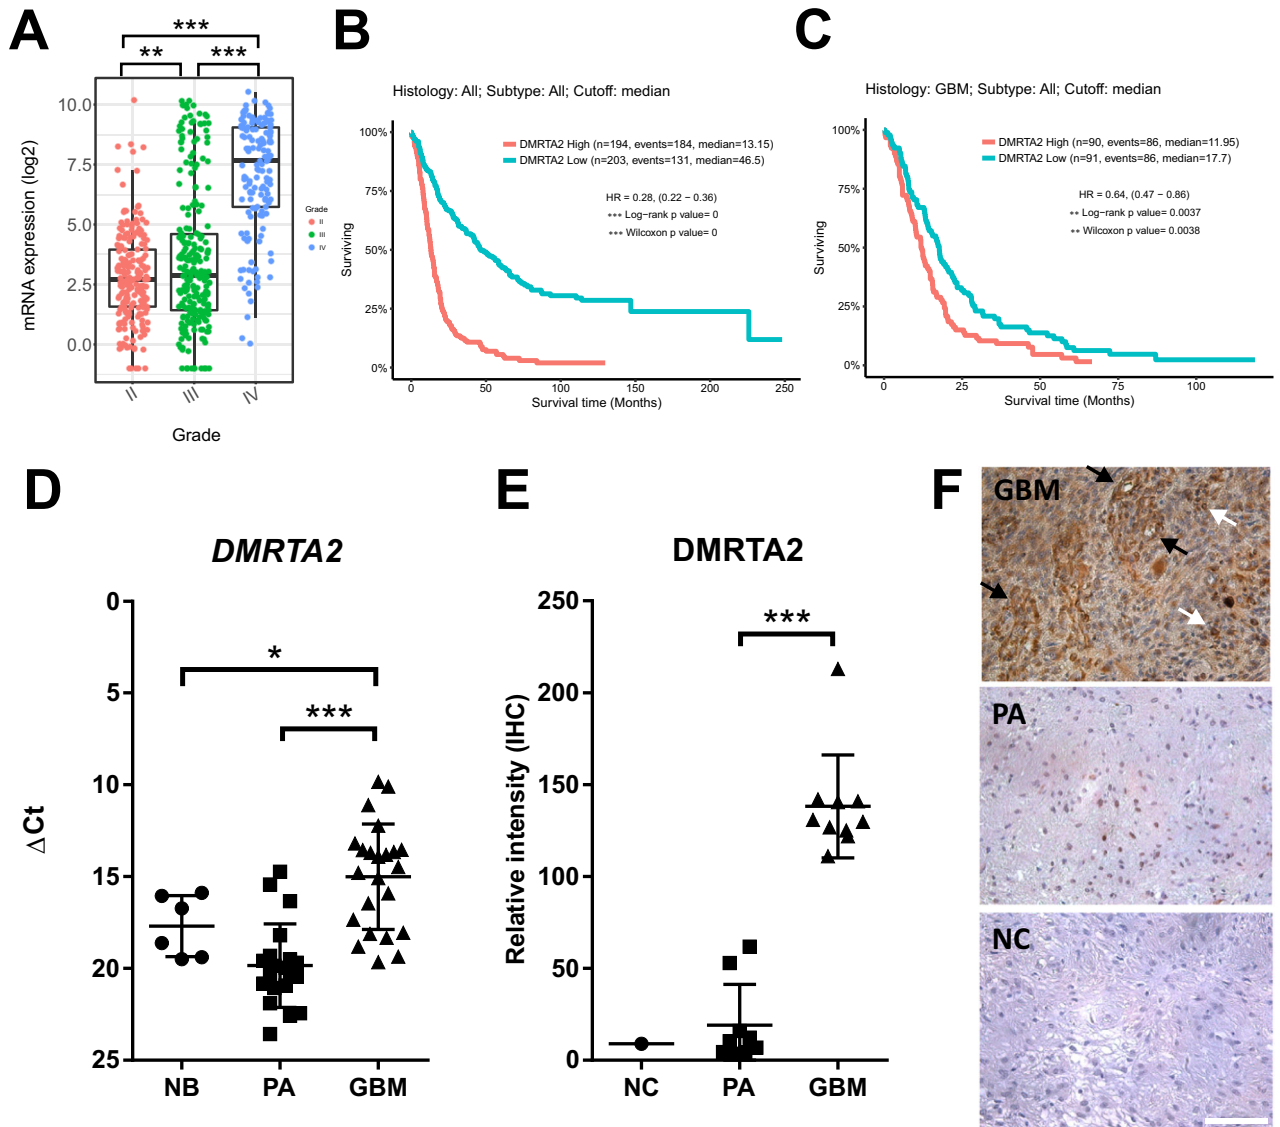 A
***
**
***
mRNA expression (log2)
10.0
7.5
5.0
2.5
0.0
II
III
IV
Grade
Grade
II
III
IV
B
Histology: All; Subtype: All; Cutoff: median
DMRTA2 High (n=194, events=184, median=13.15)
DMRTA2 Low (n=203, events=131, median=46.5)
HR = 0.28, (0.22 − 0.36)
*** Log−rank p value= 0
*** Wilcoxon p value= 0
Surviving
100%
75%
50%
25%
0%
0
50
100
150
200
250
Survival time (Months)
C
Histology: GBM; Subtype: All; Cutoff: median
DMRTA2 High (n=90, events=86, median=11.95)
DMRTA2 Low (n=91, events=86, median=17.7)
HR = 0.64, (0.47 − 0.86)
** Log−rank p value= 0.0037
** Wilcoxon p value= 0.0038
Surviving
100%
75%
50%
25%
0%
0
25
50
75
100
Survival time (Months)
D
DMRTA2
*
***
ΔCt
0
5
10
15
20
25
NB
PA
GBM
E
DMRTA2
***
Relative intensity (IHC)
250
200
150
100
50
0
NC
PA
GBM
F
GBM
PA
NC